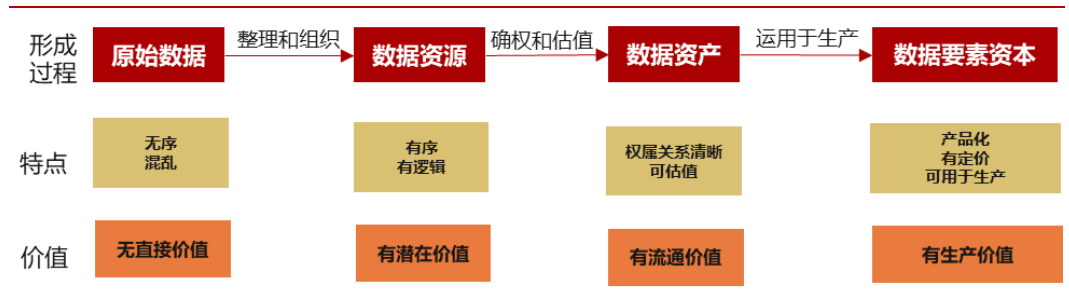 形成
过程
原始数据
整理和组织
数据资源
确权和估值
数据资产
运用于生产
数据要素资本
特点
无序
混乱
有序
有逻辑
权属关系清晰
可估值
产品化
有定价
可用于生产
价值
无直接价值
有潜在价值
有流通价值
有生产价值